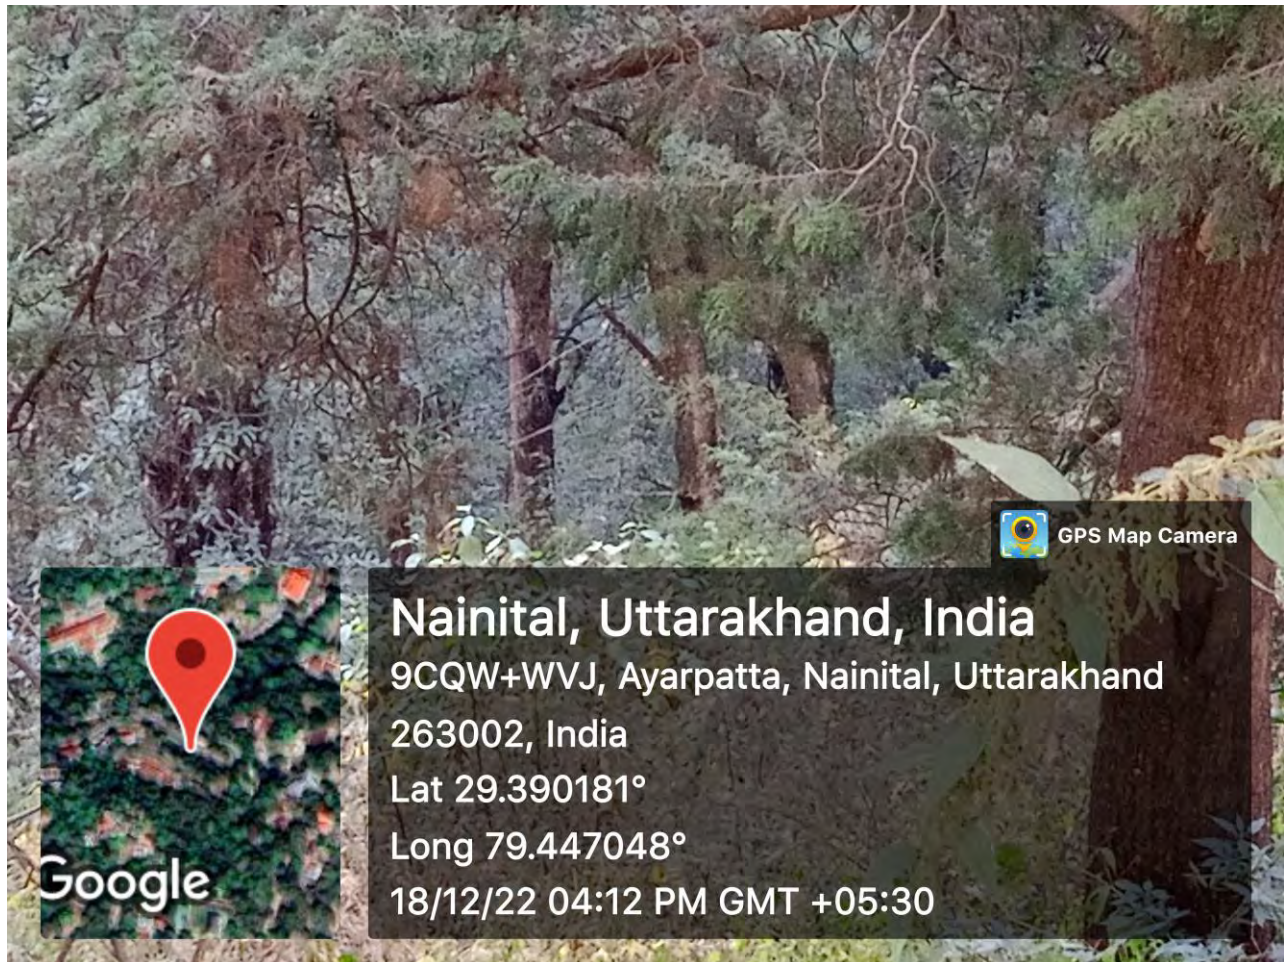 GPS Map Camera
Nainital, Uttarakhand, India
9CQW+WVJ, Ayarpatta, Nainital, Uttarakhand
263002, India
Lat 29.390181°
Long 79.447048°
18/12/22 04:12 PM GMT +05:30
Google